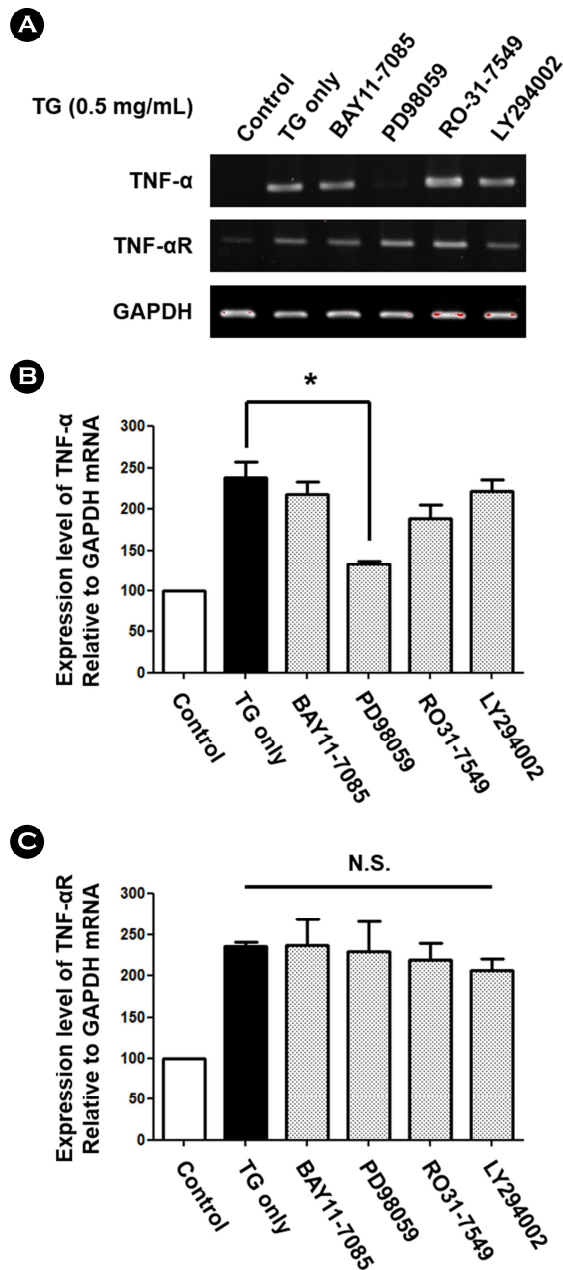 A
TG (0.5 mg/mL)
Control
TG only
BAY11-7085
PD98059
RO-31-7549
LY294002
TNF-α
TNF-αR
GAPDH
B
*
Expression level of TNF-α
Relative to GAPDH mRNA
300
250
200
150
100
50
0
Control
TG only
BAY11-7085
PD98059
RO31-7549
LY294002
C
N.S.
Expression level of TNF-αR
Relative to GAPDH mRNA
300
250
200
150
100
50
0
Control
TG only
BAY11-7085
PD98059
RO31-7549
LY294002